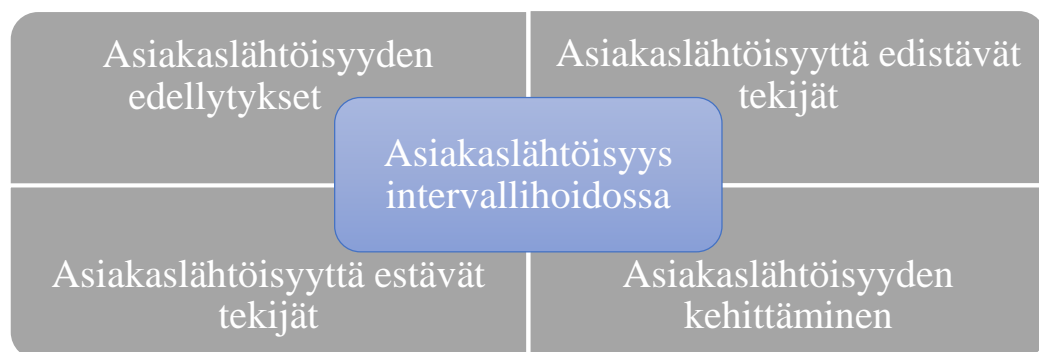 Asiakaslähtöisyyden
edellytykset
Asiakaslähtöisyyttä edistävät
tekijät
Asiakaslähtöisyys
intervallihoidossa
Asiakaslähtöisyyttä estävät
tekijät
Asiakaslähtöisyyden
kehittäminen